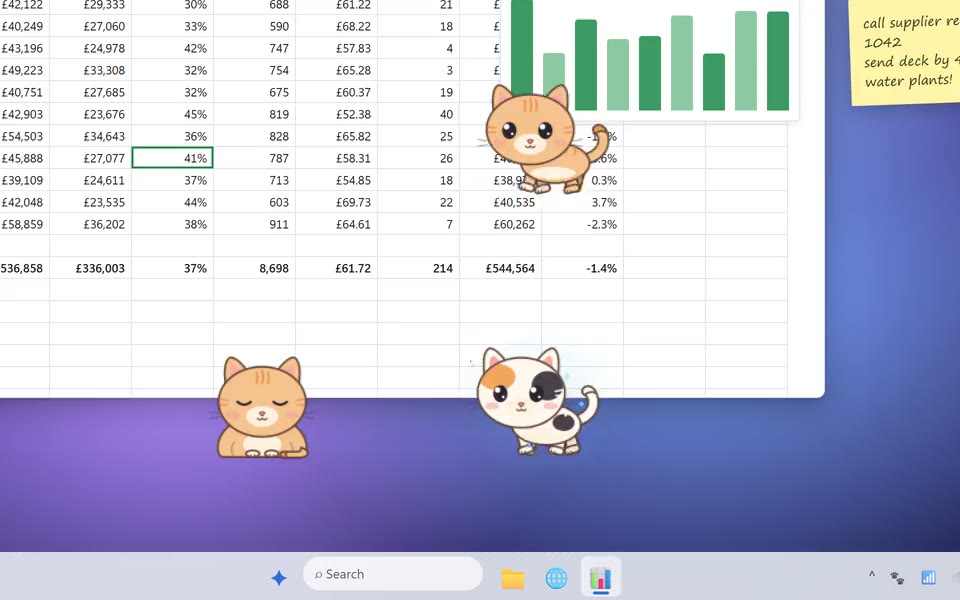 £42,122 £29,333 30% 688 £61.22 21
£40,249 £27,060 33% 590 £68.22 18 £
£43,196 £24,978 42% 747 £57.83 4 £
£49,223 £33,308 32% 754 £65.28 3 £
£40,751 £27,685 32% 675 £60.37 19
£42,903 £23,676 45% 819 £52.38 40
£54,503 £34,643 36% 828 £65.82 25
£45,888 £27,077 41% 787 £58.31 26
£39,109 £24,611 37% 713 £54.85 18 0.3%
£42,048 £23,535 44% 603 £69.73 22 £40,535 3.7%
£58,859 £36,202 38% 911 £64.61 7 £60,262 -2.3%
536,858 £336,003 37% 8,698 £61.72 214 £544,564 -1.4%
call supplier re
1042
send deck by 4
water plants!
Search